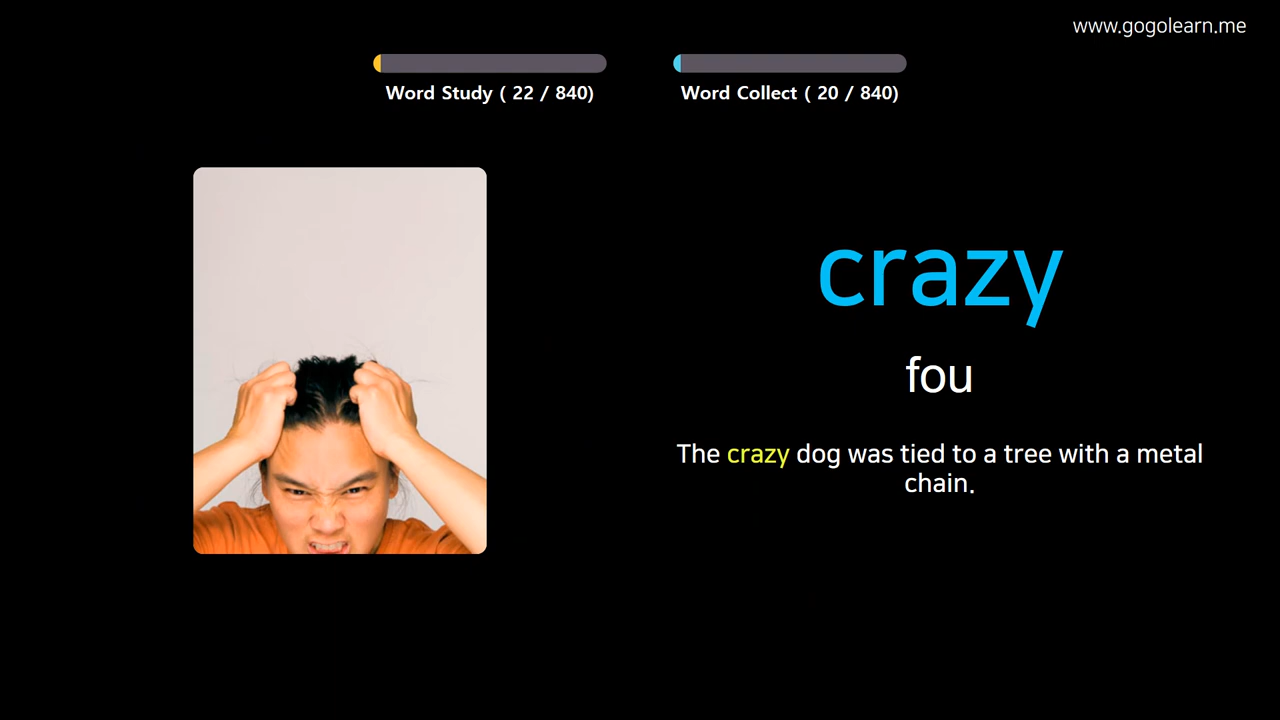 www.gogolearn.me
Word Study ( 22 / 840)
Word Collect ( 20 / 840)
crazy
fou
The crazy dog was tied to a tree with a metal
chain.